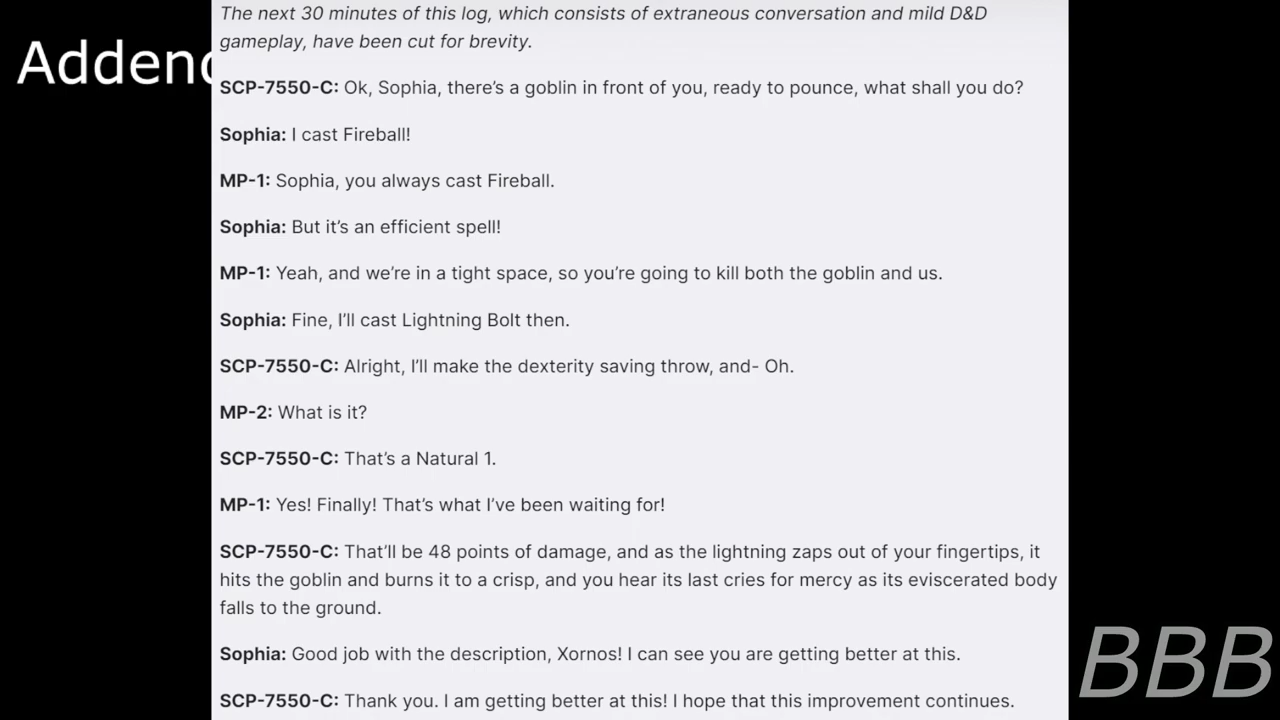 The next 30 minutes of this log, which consists of extraneous conversation and mild D&D
gameplay, have been cut for brevity.
Addend
SCP-7550-C: Ok, Sophia, there’s a goblin in front of you, ready to pounce, what shall you do?
Sophia: I cast Fireball!
MP-1: Sophia, you always cast Fireball.
Sophia: But it’s an efficient spell!
MP-1: Yeah, and we’re in a tight space, so you’re going to kill both the goblin and us.
Sophia: Fine, I’ll cast Lightning Bolt then.
SCP-7550-C: Alright, I’ll make the dexterity saving throw, and- Oh.
MP-2: What is it?
SCP-7550-C: That’s a Natural 1.
MP-1: Yes! Finally! That’s what I’ve been waiting for!
SCP-7550-C: That’ll be 48 points of damage, and as the lightning zaps out of your fingertips, it
hits the goblin and burns it to a crisp, and you hear its last cries for mercy as its eviscerated body
falls to the ground.
Sophia: Good job with the description, Xornos! I can see you are getting better at this.
SCP-7550-C: Thank you. I am getting better at this! I hope that this improvement continues.
BBB